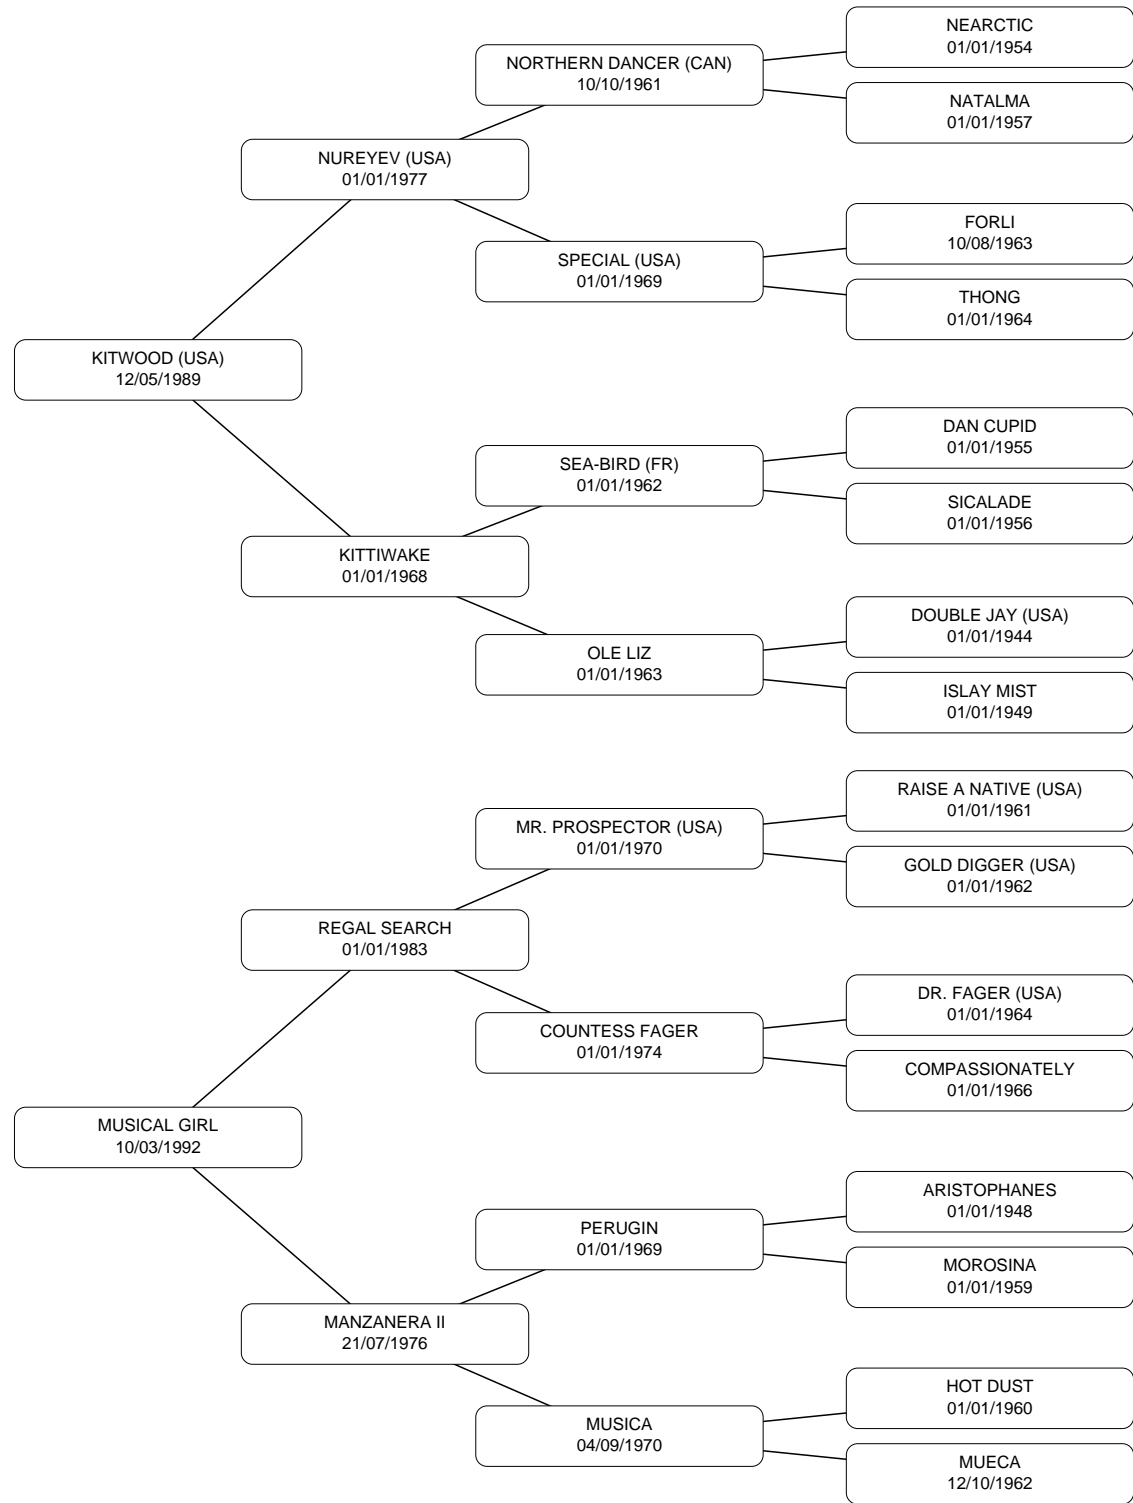 NEARCTIC
01/01/1954
NORTHERN DANCER (CAN)
10/10/1961
NATALMA
01/01/1957
NUREYEV (USA)
01/01/1977
FORLI
10/08/1963
SPECIAL (USA)
01/01/1969
THONG
01/01/1964
KITWOOD (USA)
12/05/1989
DAN CUPID
01/01/1955
SEA-BIRD (FR)
01/01/1962
SICALADE
01/01/1956
KITTIWAKE
01/01/1968
DOUBLE JAY (USA)
01/01/1944
OLE LIZ
01/01/1963
ISLAY MIST
01/01/1949
RAISE A NATIVE (USA)
01/01/1961
MR. PROSPECTOR (USA)
01/01/1970
GOLD DIGGER (USA)
01/01/1962
REGAL SEARCH
01/01/1983
DR. FAGER (USA)
01/01/1964
COUNTESS FAGER
01/01/1974
COMPASSIONATELY
01/01/1966
MUSICAL GIRL
10/03/1992
ARISTOPHANES
01/01/1948
PERUGIN
01/01/1969
MOROSINA
01/01/1959
MANZANERA II
21/07/1976
HOT DUST
01/01/1960
MUSICA
04/09/1970
MUECA
12/10/1962